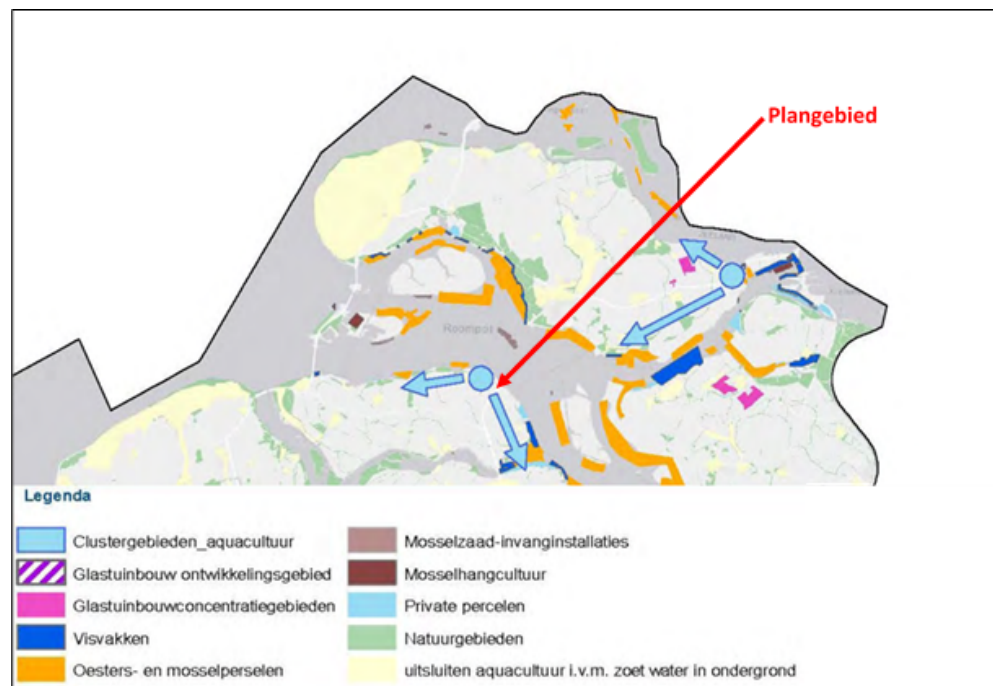 Plangebied
Roompot
Legenda
Clustergebieden_aquacultuur
Glastuinbouw ontwikkelingsgebied
Glastuinbouwconcentratiegebieden
Visvakken
Oesters- en mosselperselen
Mosselzaad-invanginstallaties
Mosselhangcultuur
Private percelen
Natuurgebieden
uitsluiten aquacultuur i.v.m. zoet water in ondergrond